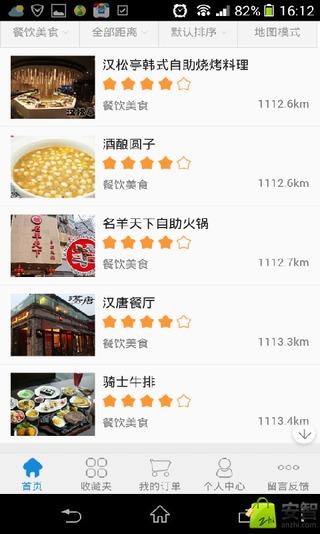 82% 16:12
餐饮美食 全部距离 默认排序 地图模式
汉松亭韩式自助烧烤料理
餐饮美食 1112.6km
酒酿圆子
餐饮美食 1112.6km
名羊天下自助火锅
餐饮美食 1112.7km
汉唐餐厅
餐饮美食 1113.3km
骑士牛排
餐饮美食 1113.4km
首页 收藏夹 我的订单 个人中心 留言反馈
安智